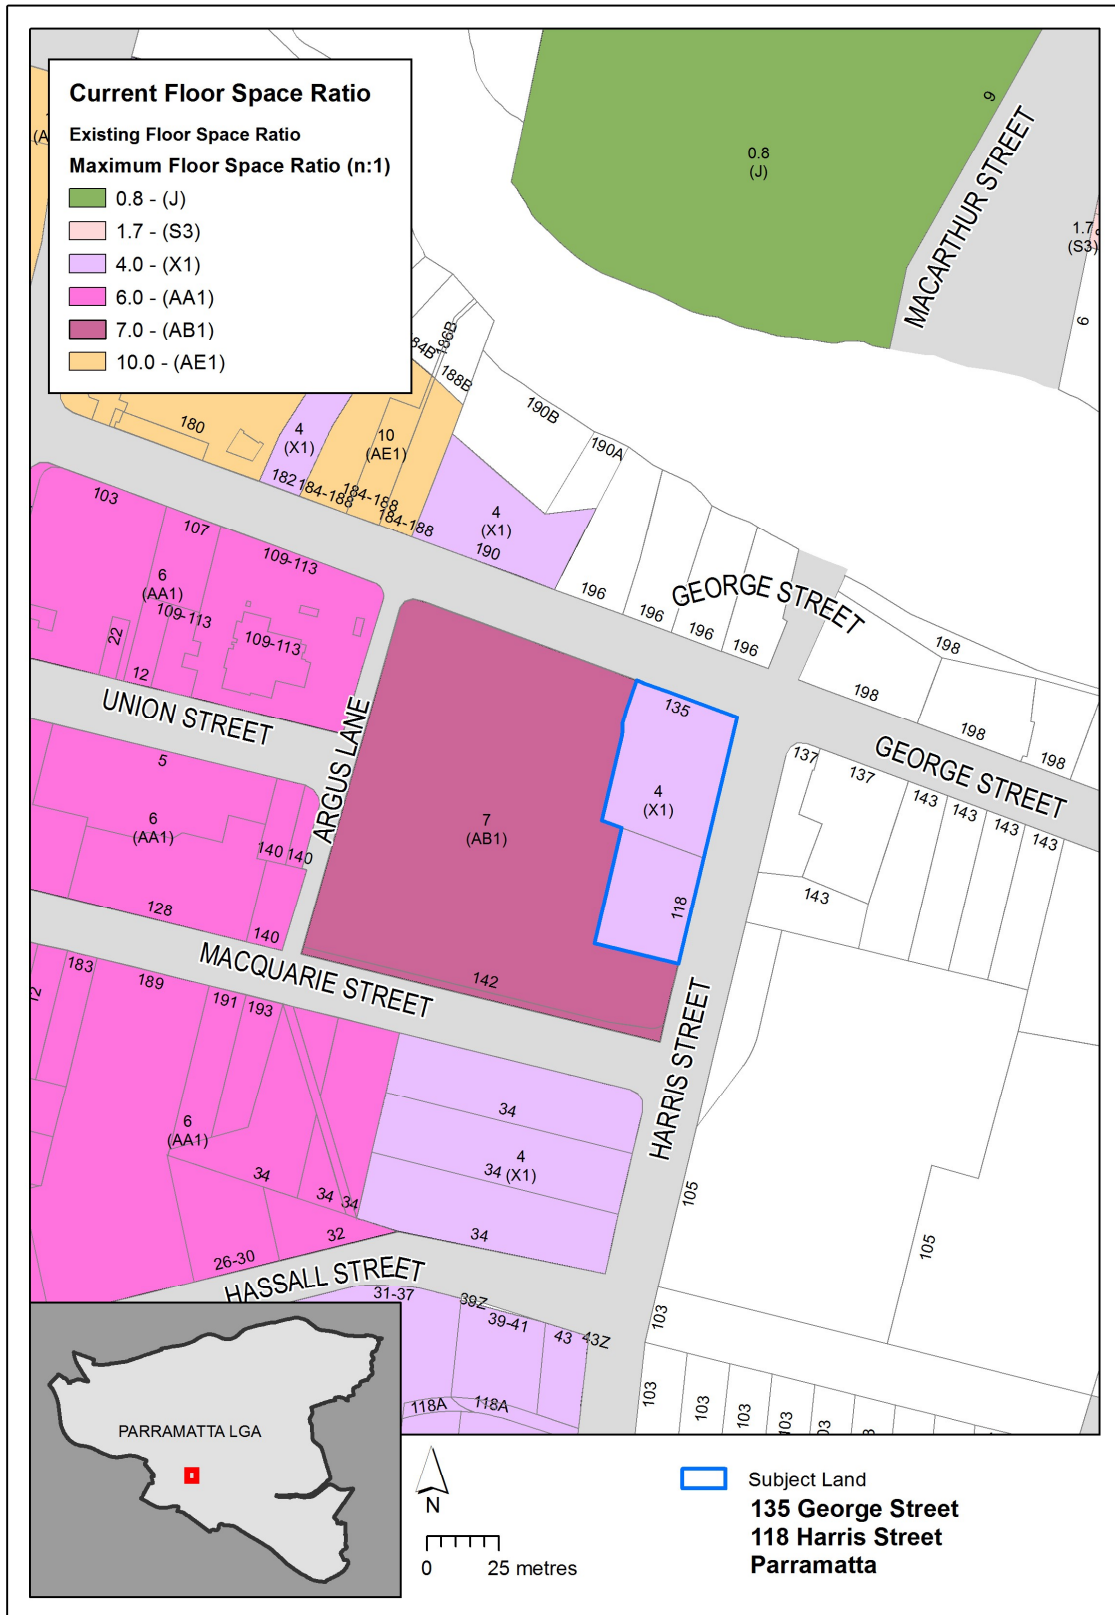 Current Floor Space Ratio
Existing Floor Space Ratio
Maximum Floor Space Ratio (n:1)
0.8 - (J)
1.7 - (S3)
4.0 - (X1)
6.0 - (AA1)
7.0 - (AB1)
10.0 - (AE1)
0.8
(J)
9
MACARTHUR STREET
1.7
(S3)
6
186B
188B
190B
190A
180
4
(X1)
182
10
(AE1)
184-188
184-188
184-188
4
(X1)
190
196
196
196
196
GEORGE STREET
198
198
198
198
GEORGE STREET
103
107
109-113
6
(AA1)
109-113
109-113
22
12
UNION STREET
ARGUS LANE
135
4
(X1)
118
7
(AB1)
142
137
137
143
143
143
143
143
5
6
(AA1)
140
140
128
140
MACQUARIE STREET
HARRIS STREET
183
189
191
193
12
6
(AA1)
34
34
34
32
26-30
34
4
(X1)
34
34
HASSALL STREET
105
105
31-37
39Z
39-41
43
43Z
118A
118A
103
103
103
103
103
PARRAMATTA LGA
N
0
25 metres
Subject Land
135 George Street
118 Harris Street
Parramatta